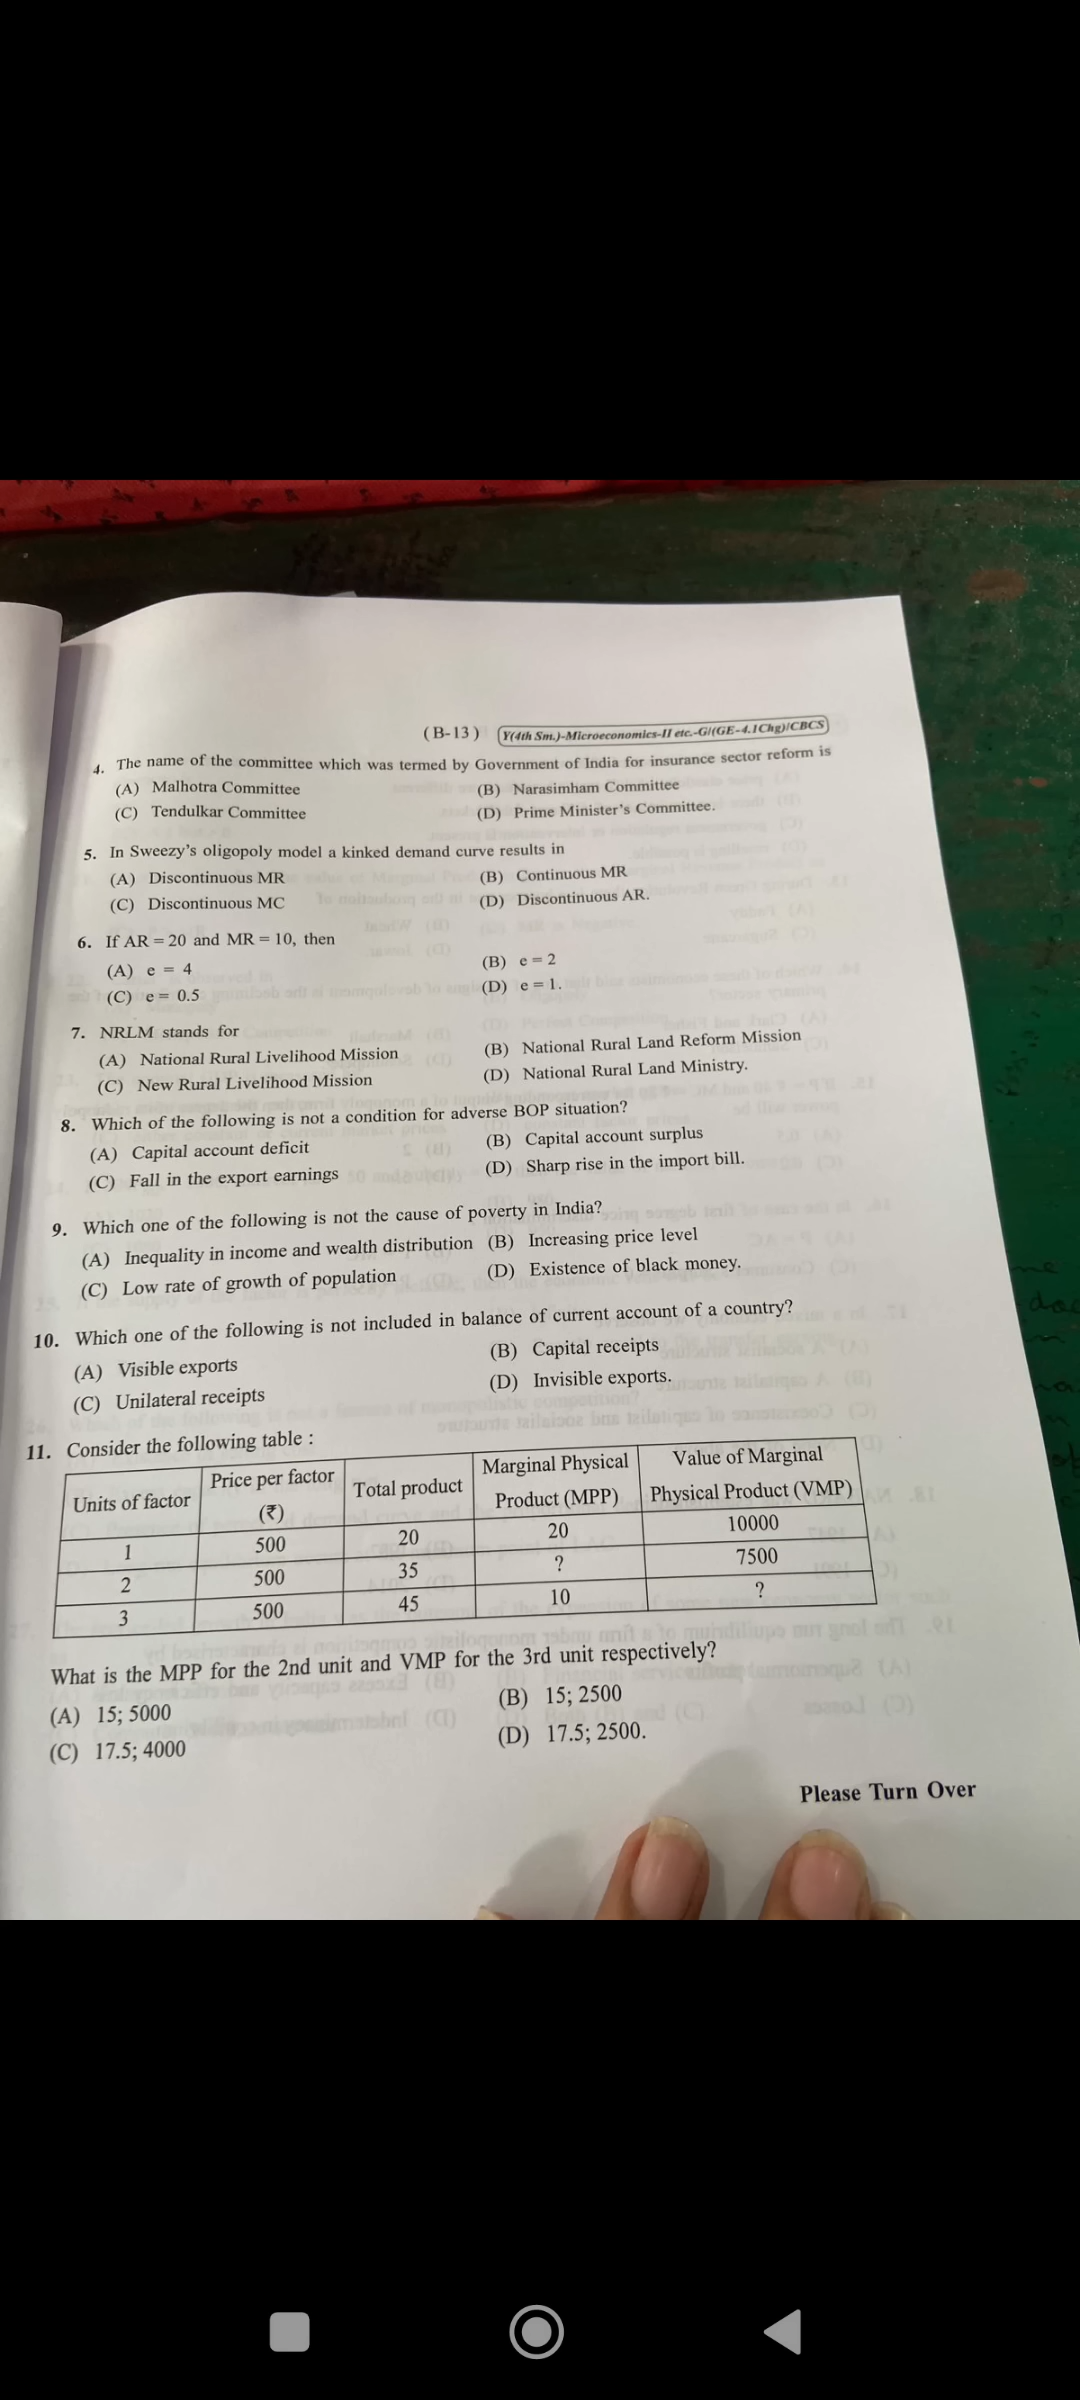 (B-13) Y(4th Sm.)-Microeconomics-II etc.-G/(GE-4.1Chg)/CBCS
4. The name of the committee which was termed by Government of India for insurance sector reform is
(A) Malhotra Committee (B) Narasimham Committee
(C) Tendulkar Committee (D) Prime Minister's Committee.
5. In Sweezy's oligopoly model a kinked demand curve results in
(A) Discontinuous MR (B) Continuous MR
(C) Discontinuous MC (D) Discontinuous AR.
6. If AR = 20 and MR = 10, then
(A) e = 4 (B) e = 2
(C) e = 0.5 (D) e = 1.
7. NRLM stands for
(A) National Rural Livelihood Mission (B) National Rural Land Reform Mission
(C) New Rural Livelihood Mission (D) National Rural Land Ministry.
8. Which of the following is not a condition for adverse BOP situation?
(A) Capital account deficit (B) Capital account surplus
(C) Fall in the export earnings (D) Sharp rise in the import bill.
9. Which one of the following is not the cause of poverty in India?
(A) Inequality in income and wealth distribution (B) Increasing price level
(C) Low rate of growth of population (D) Existence of black money.
10. Which one of the following is not included in balance of current account of a country?
(A) Visible exports (B) Capital receipts
(C) Unilateral receipts (D) Invisible exports.
11. Consider the following table :
Units of factor Price per factor (₹) Total product Marginal Physical Product (MPP) Value of Marginal Physical Product (VMP)
1 500 20 20 10000
2 500 35 ? 7500
3 500 45 10 ?
What is the MPP for the 2nd unit and VMP for the 3rd unit respectively?
(A) 15; 5000 (B) 15; 2500
(C) 17.5; 4000 (D) 17.5; 2500.
Please Turn Over